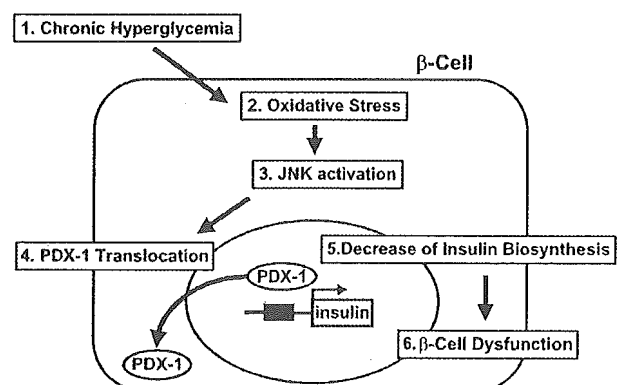 1. Chronic Hyperglycemia
β-Cell
2. Oxidative Stress
3. JNK activation
4. PDX-1 Translocation
5.Decrease of Insulin Biosynthesis
PDX-1
insulin
6.β-Cell Dysfunction
PDX-1